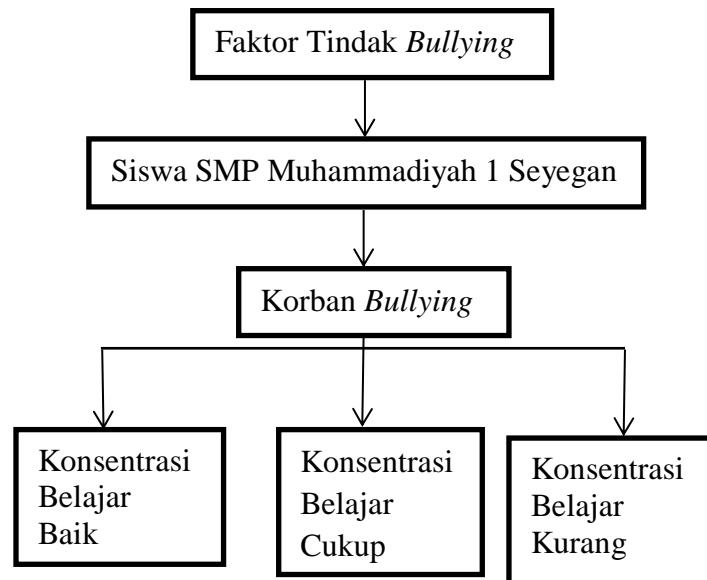 Faktor Tindak Bullying
Siswa SMP Muhammadiyah 1 Seyegan
Korban Bullying
Konsentrasi
Belajar
Baik
Konsentrasi
Belajar
Cukup
Konsentrasi
Belajar
Kurang